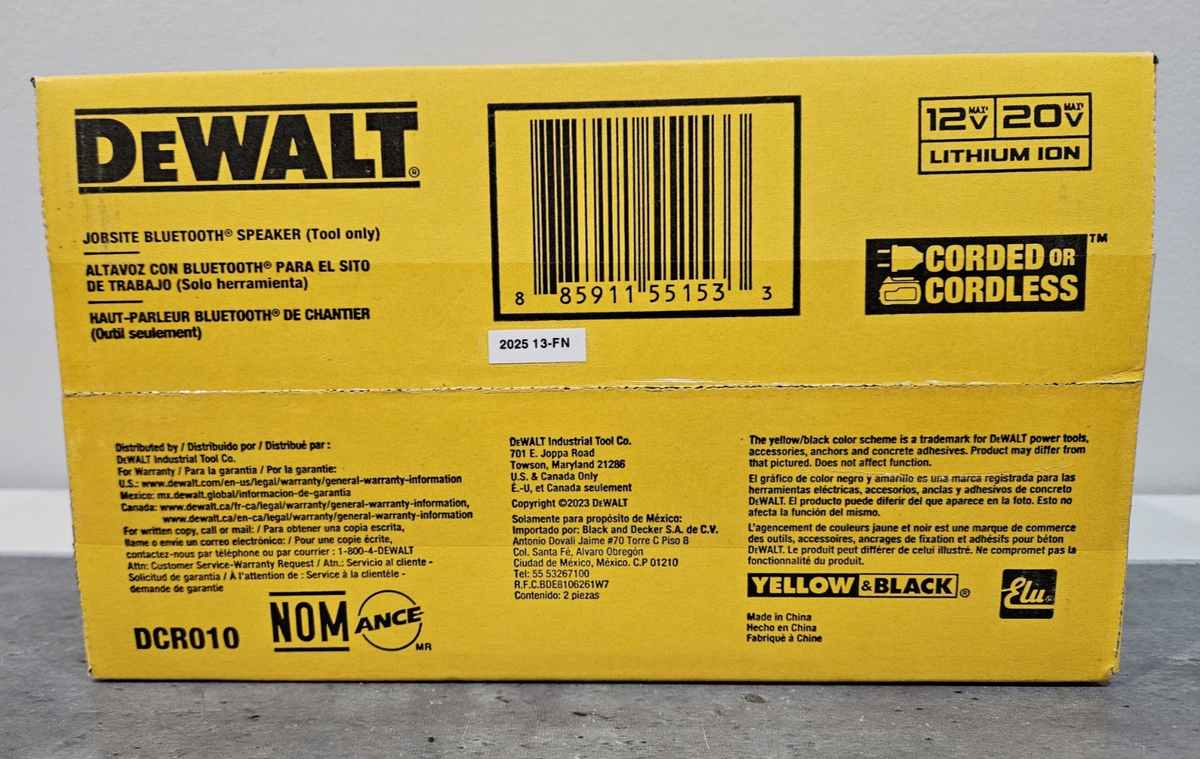 DEWALT®
JOBSITE BLUETOOTH® SPEAKER (Tool only)
ALTAVOZ CON BLUETOOTH® PARA EL SITO
DE TRABAJO (Solo herramienta)
HAUT-PARLEUR BLUETOOTH® DE CHANTIER
(Outil seulement)
8 85911 55153 3
2025 13-FN
12V MAX* 20V MAX*
LITHIUM ION
CORDED OR
CORDLESS™
Distributed by / Distribuido por / Distribué par :
DEWALT Industrial Tool Co.
For Warranty / Para la garantia / Por la garantie:
U.S.: www.dewalt.com/en-us/legal/warranty/general-warranty-information
Mexico: mx.dewalt.global/informacion-de-garantia
Canada: www.dewalt.ca/fr-ca/legal/warranty/general-warranty-information,
www.dewalt.ca/en-ca/legal/warranty/general-warranty-information
For written copy, call or mail: / Para obtener una copia escrita,
llame o envíe un correo electrónico: / Pour une copie écrite,
contactez-nous par téléphone ou par courrier : 1-800-4-DEWALT
Attn: Customer Service-Warranty Request / Atn.: Servicio al cliente -
Solicitud de garantía / À l'attention de : Service à la clientèle -
demande de garantie
DCR010
NOM
ANCE
MR
DEWALT Industrial Tool Co.
701 E. Joppa Road
Towson, Maryland 21286
U.S. & Canada Only
É.-U, et Canada seulement
Copyright ©2023 DEWALT
Solamente para propósito de México:
Importado por: Black and Decker S.A. de C.V.
Antonio Dovali Jaime #70 Torre C Piso 8
Col. Santa Fé, Alvaro Obregón
Ciudad de México, México. C.P 01210
Tel: 55 53267100
R.F.C.BDE8106261W7
Contenido: 2 piezas
The yellow/black color scheme is a trademark for DEWALT power tools,
accessories, anchors and concrete adhesives. Product may differ from
that pictured. Does not affect function.
El gráfico de color negro y amarillo es una marca registrada para las
herramientas eléctricas, accesorios, anclas y adhesivos de concreto
DEWALT. El producto puede diferir del que aparece en la foto. Esto no
afecta la función del mismo.
L'agencement de couleurs jaune et noir est une marque de commerce
des outils, accessoires, ancrages de fixation et adhésifs pour béton
DEWALT. Le produit peut différer de celui illustré. Ne compromet pas la
fonctionnalité du produit.
YELLOW & BLACK®
Elu®
Made in China
Hecho en China
Fabriqué à Chine